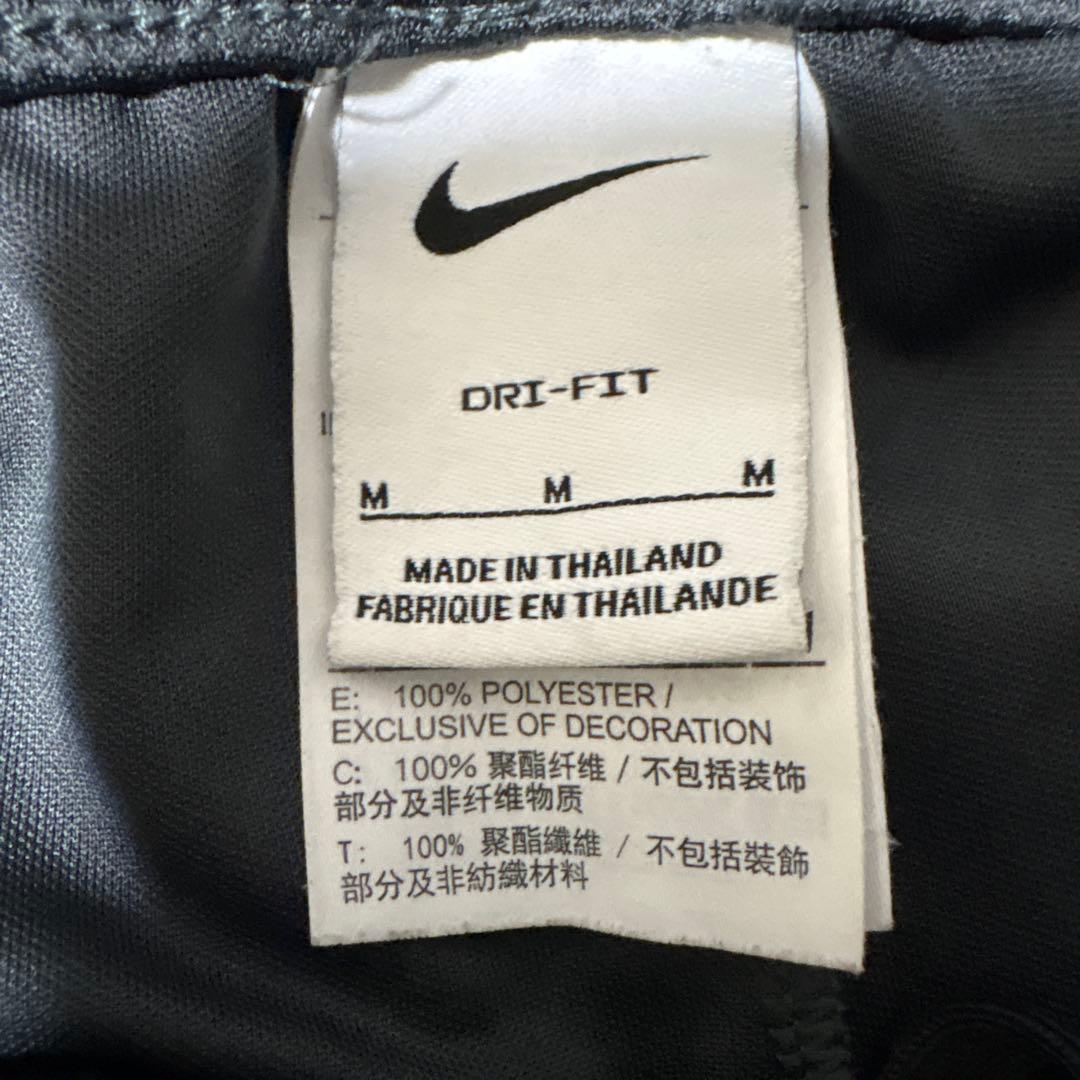 DRI-FIT
M M M
MADE IN THAILAND
FABRIQUE EN THAILANDE
E: 100% POLYESTER /
EXCLUSIVE OF DECORATION
C: 100% 聚酯纤维 / 不包括装饰
部分及非纤维物质
T: 100% 聚酯纖維 / 不包括裝飾
部分及非紡織材料